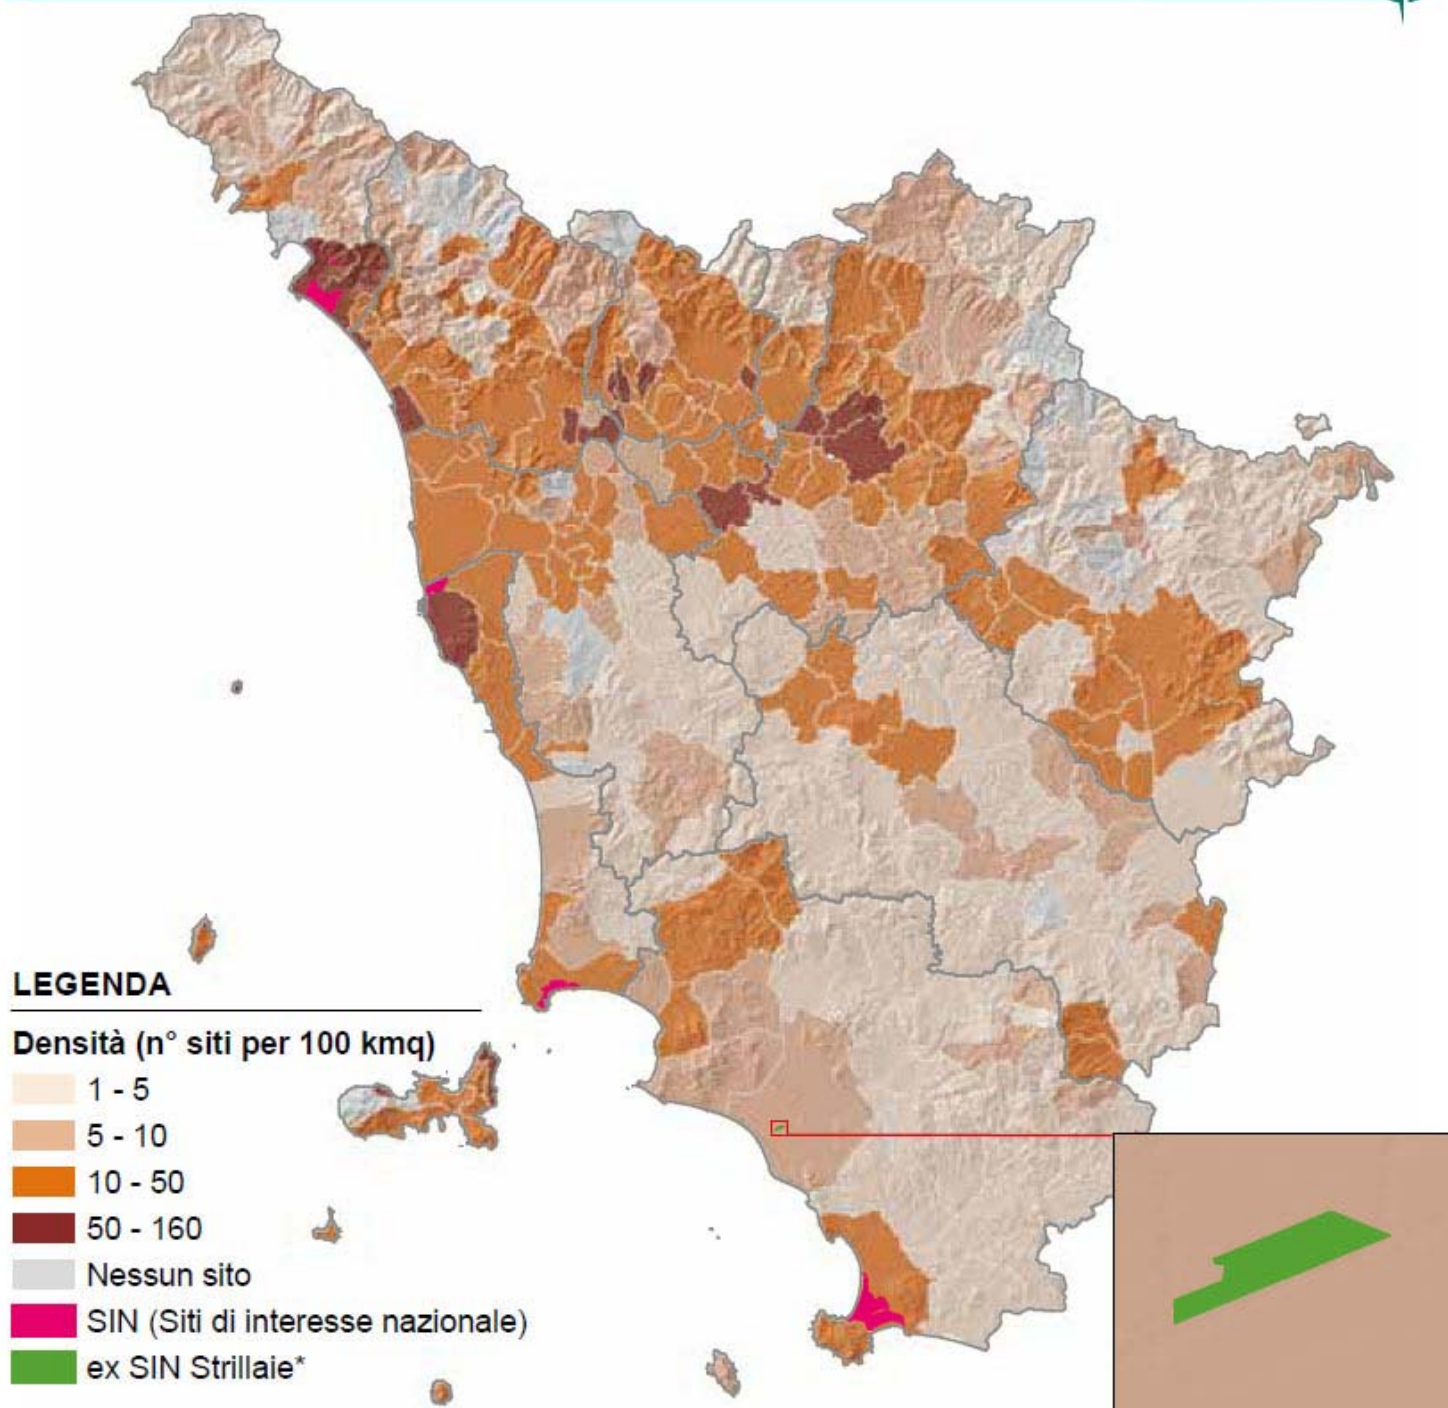 LEGENDA
Densità (n° siti per 100 kmq)
1 - 5
5 - 10
10 - 50
50 - 160
Nessun sito
SIN (Siti di interesse nazionale)
ex SIN Strillaie*